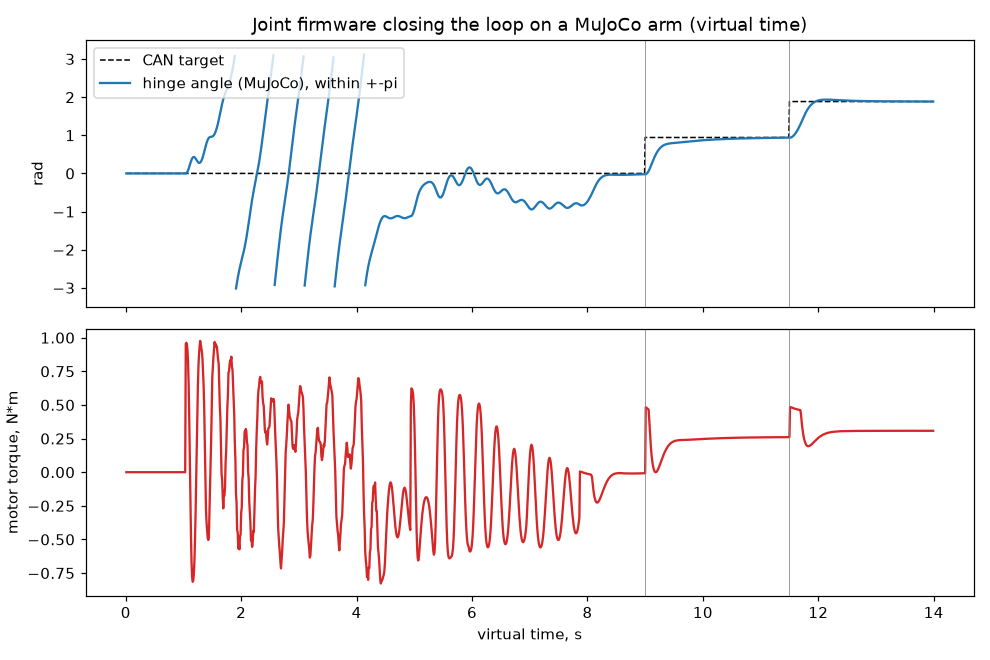 Joint firmware closing the loop on a MuJoCo arm (virtual time)
CAN target
hinge angle (MuJoCo), within +-pi
3
2
1
0
−1
−2
−3
rad
1.00
0.75
0.50
0.25
0.00
−0.25
−0.50
−0.75
motor torque, N*m
0 2 4 6 8 10 12 14
virtual time, s